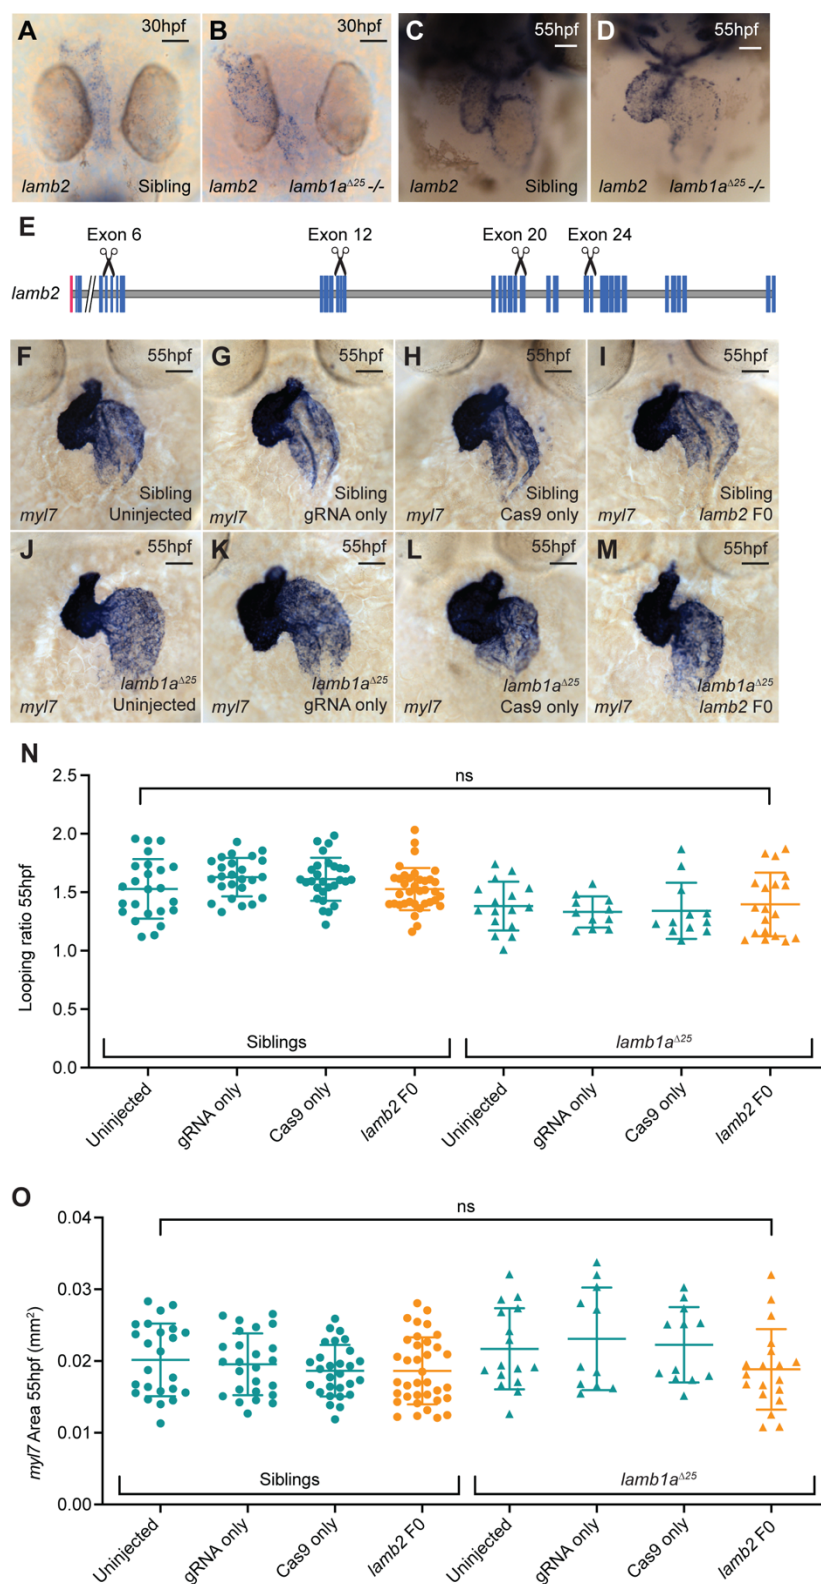 A 30hpf B 30hpf C 55hpf D 55hpf
lamb2 Sibling lamb2 lamb1a^Δ25 -/- lamb2 Sibling lamb2 lamb1a^Δ25 -/-
E
Exon 6 Exon 12 Exon 20 Exon 24
lamb2
F 55hpf G 55hpf H 55hpf I 55hpf
Sibling Sibling Sibling Sibling
myl7 Uninjected myl7 gRNA only myl7 Cas9 only myl7 lamb2 F0
J 55hpf K 55hpf L 55hpf M 55hpf
lamb1a^Δ25 lamb1a^Δ25 lamb1a^Δ25 lamb1a^Δ25
myl7 Uninjected myl7 gRNA only myl7 Cas9 only myl7 lamb2 F0
N
ns
Looping ratio 55hpf
2.5
2.0
1.5
1.0
0.5
0.0
Siblings lamb1a^Δ25
Uninjected gRNA only Cas9 only lamb2 F0 Uninjected gRNA only Cas9 only lamb2 F0
O
ns
myl7 Area 55hpf (mm²)
0.04
0.03
0.02
0.01
0.00
Siblings lamb1a^Δ25
Uninjected gRNA only Cas9 only lamb2 F0 Uninjected gRNA only Cas9 only lamb2 F0